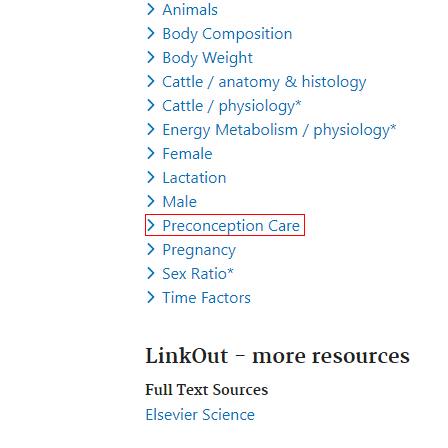 Animals
Body Composition
Body Weight
Cattle / anatomy & histology
Cattle / physiology*
Energy Metabolism / physiology*
Female
Lactation
Male
Preconception Care
Pregnancy
Sex Ratio*
Time Factors
LinkOut - more resources
Full Text Sources
Elsevier Science